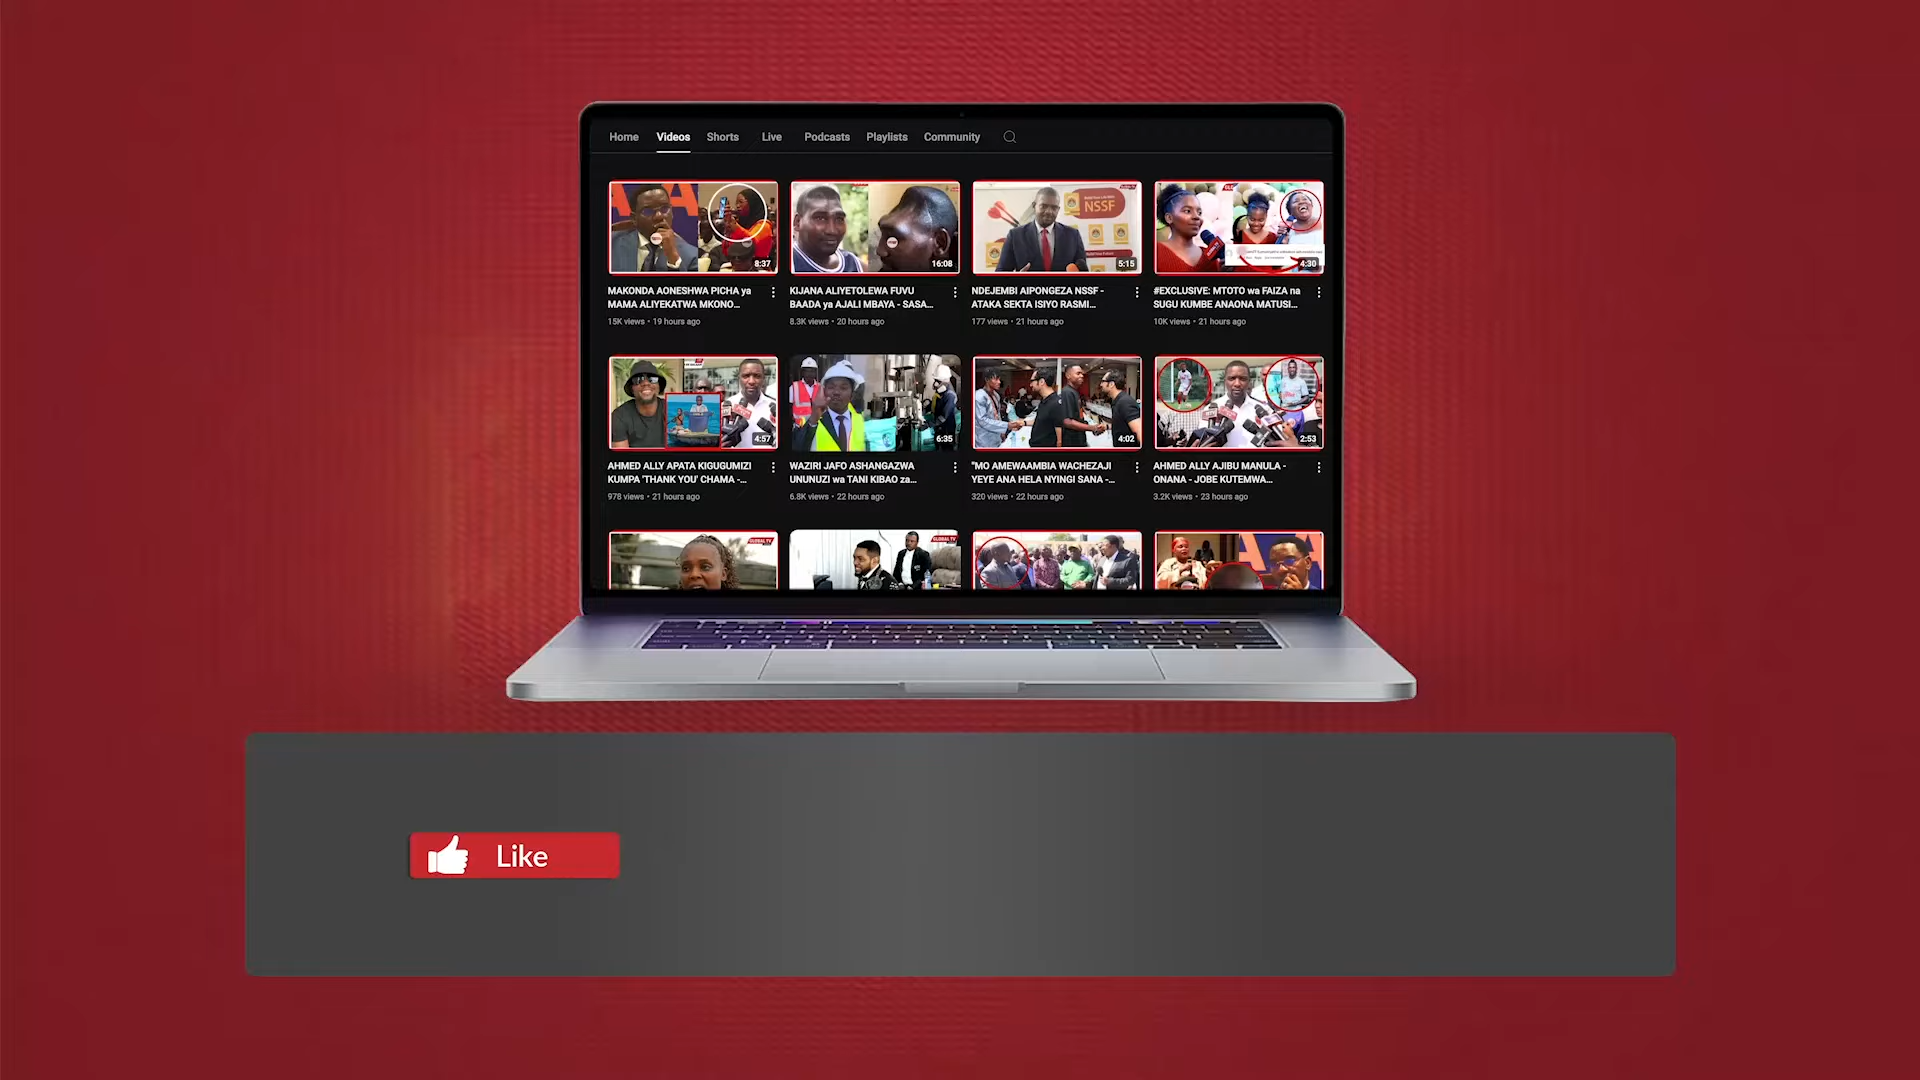 Home Videos Shorts Live Podcasts Playlists Community
NSSF
8:37
16:08
5:15
4:30
MAKONDA AONESHWA PICHA ya
MAMA ALIYEKATWA MKONO...
15K views • 19 hours ago
KIJANA ALIYETOLEWA FUVU
BAADA ya AJALI MBAYA - SASA...
8.3K views • 20 hours ago
NDEJEMBI AIPONGEZA NSSF -
ATAKA SEKTA ISIYO RASMI...
177 views • 21 hours ago
#EXCLUSIVE: MTOTO wa FAIZA na
SUGU KUMBE ANAONA MATUSI...
10K views • 21 hours ago
4:57
6:35
4:02
2:53
AHMED ALLY APATA KIGUGUMIZI
KUMPA 'THANK YOU' CHAMA -...
978 views • 21 hours ago
WAZIRI JAFO ASHANGAZWA
UNUNUZI wa TANI KIBAO za...
6.8K views • 22 hours ago
"MO AMEWAAMBIA WACHEZAJI
YEYE ANA HELA NYINGI SANA -...
320 views • 22 hours ago
AHMED ALLY AJIBU MANULA -
ONANA - JOBE KUTEMWA...
3.2K views • 23 hours ago
GLOBAL TV
GLOBAL TV
Like